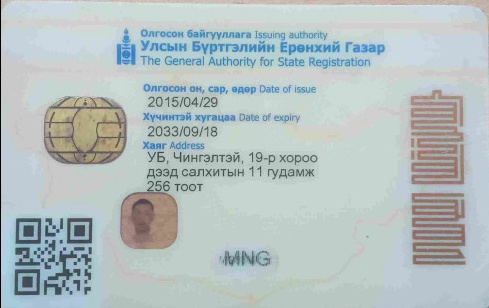 Олгосон байгууллага Issuing authority
Улсын Бүртгэлийн Ерөнхий Газар
The General Authority for State Registration
Олгосон он, сар, өдөр Date of issue
2015/04/29
Хүчинтэй хугацаа Date of expiry
2033/09/18
Хаяг Address
УБ, Чингэлтэй, 19-р хороо
дээд салхитын 11 гудамж
256 тоот
MNG